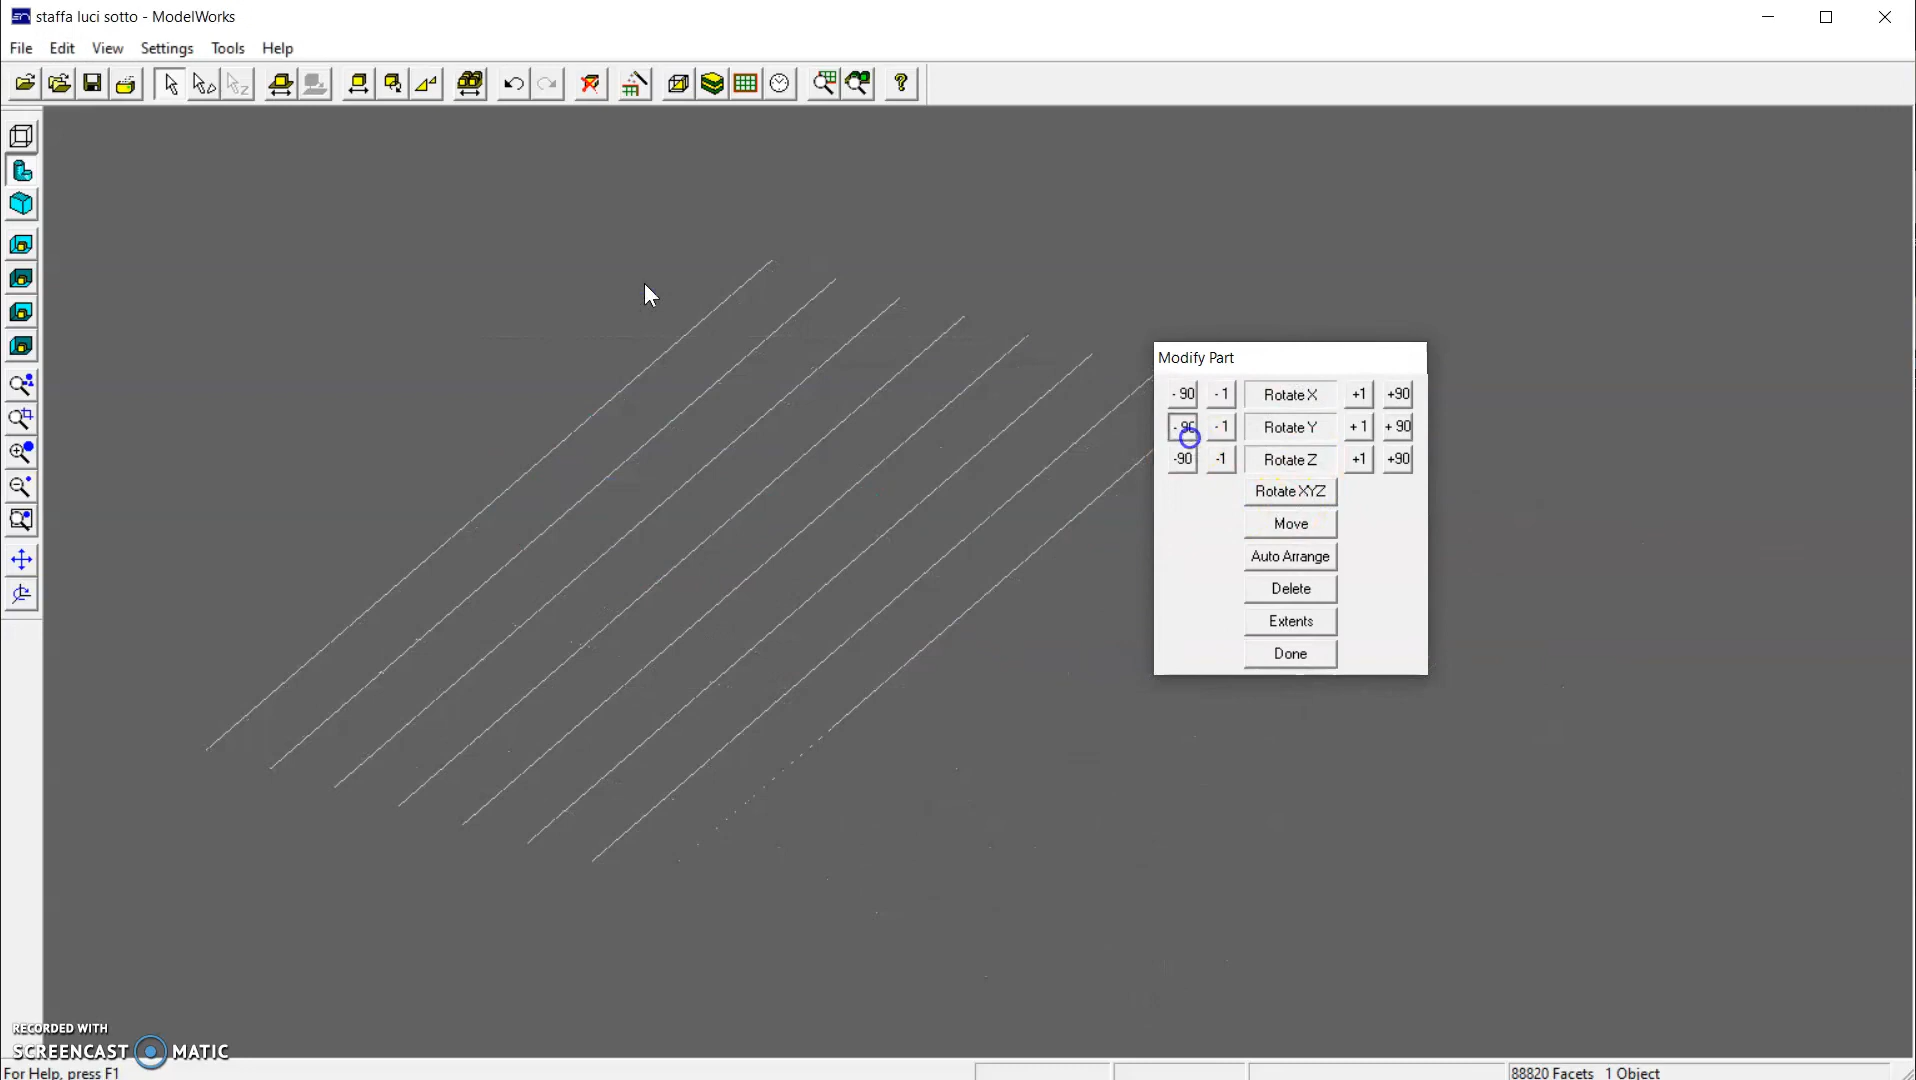 staffa luci sotto - ModelWorks
File Edit View Settings Tools Help
Modify Part
- 90 - 1 Rotate X +1 +90
- 90 - 1 Rotate Y + 1 + 90
-90 -1 Rotate Z +1 +90
Rotate XYZ
Move
Auto Arrange
Delete
Extents
Done
RECORDED WITH
SCREENCAST MATIC
For Help, press F1
88820 Facets 1 Object